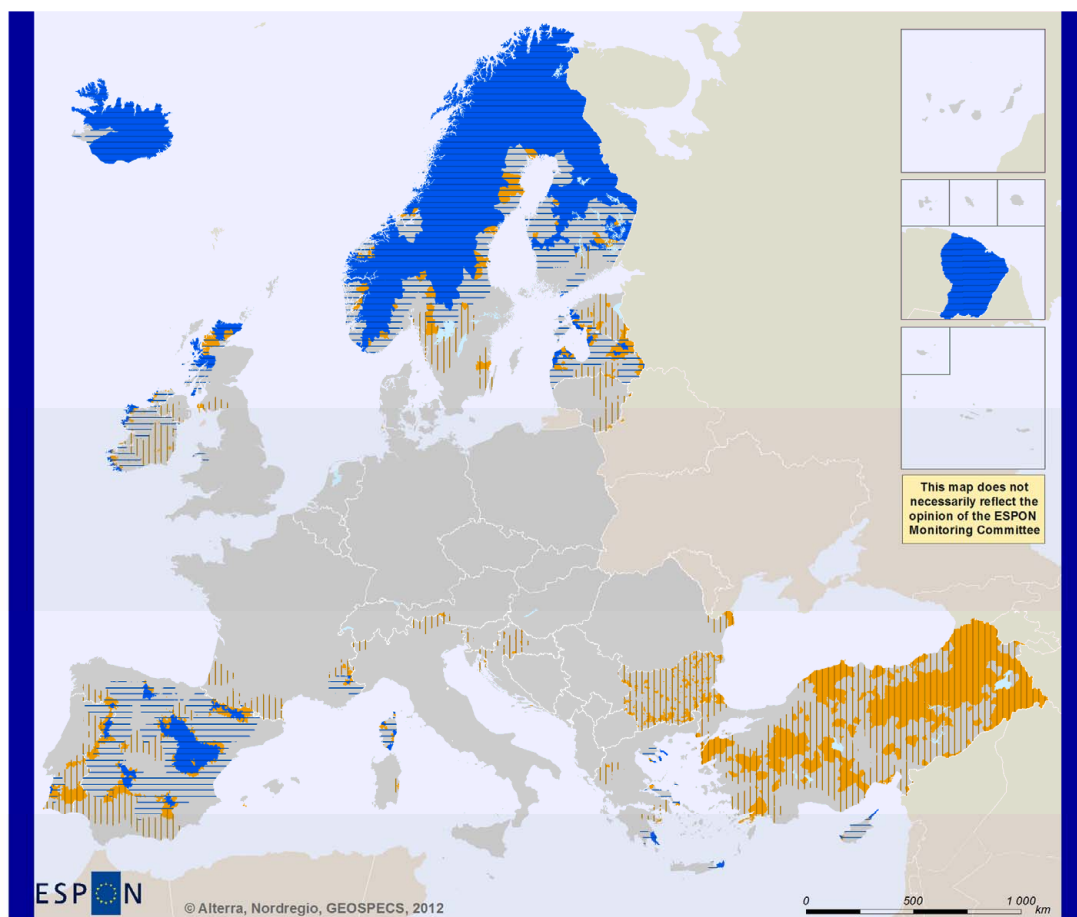 This map does not
necessarily reflect the
opinion of the ESPON
Monitoring Committee
ESPON
© Alterra, Nordregio, GEOSPECS, 2012
0 500 1 000
km